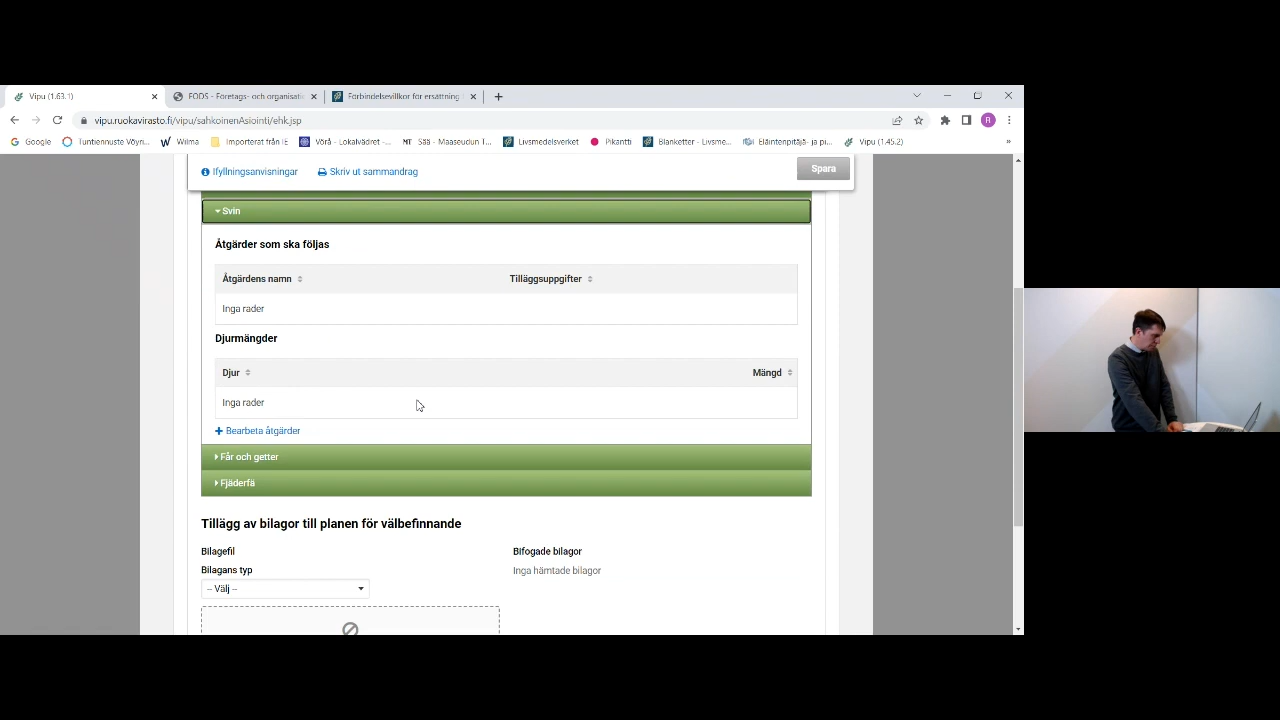 Vipu (1.63.1)
FODS - Företags- och organisatio
Förbindelsevillkor för ersättning
vipu.ruokavirasto.fi/vipu/sahkoinenAsiointi/ehk.jsp
R
Google
Tuntiennuste Vöyri...
Wilma
Importerat från IE
Vörå - Lokalvädret -...
MT Sää - Maaseudun T...
Livsmedelsverket
Pikantti
Blanketter - Livsme...
Eläintenpitäjä- ja pi...
Vipu (1.45.2)
»
Ifyllningsanvisningar
Skriv ut sammandrag
Spara
Svin
Åtgärder som ska följas
Åtgärdens namn
Tilläggsuppgifter
Inga rader
Djurmängder
Djur
Mängd
Inga rader
+ Bearbeta åtgärder
Får och getter
Fjäderfä
Tillägg av bilagor till planen för välbefinnande
Bilagefil
Bifogade bilagor
Bilagans typ
Inga hämtade bilagor
-- Välj --